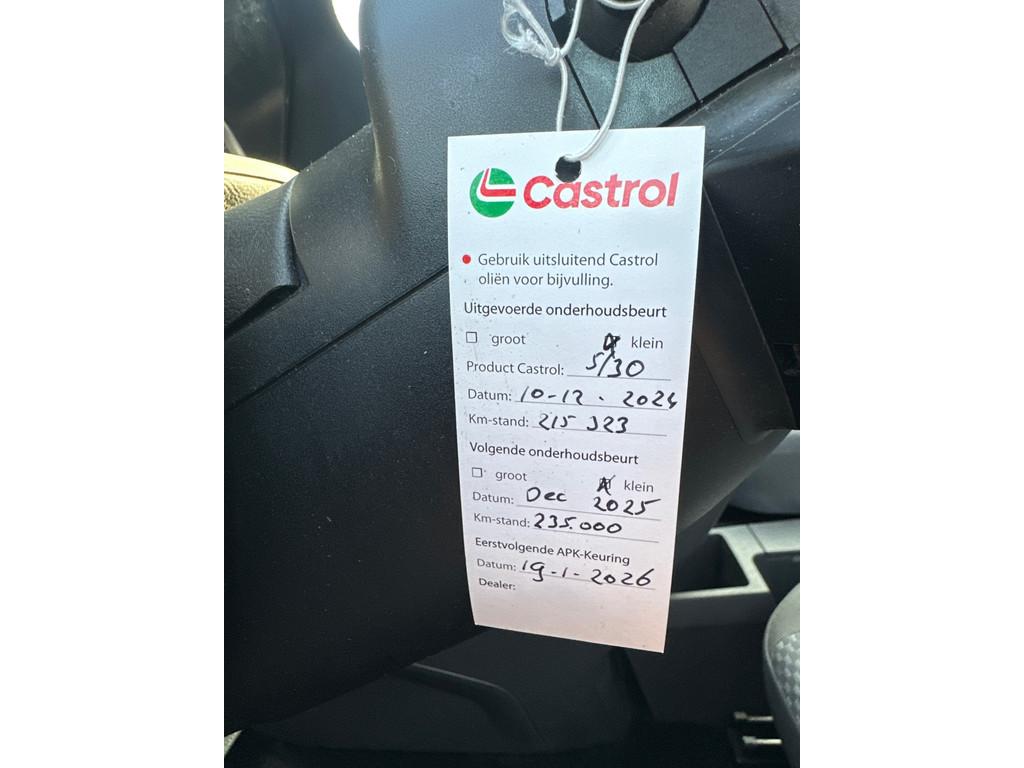 Castrol
Gebruik uitsluitend Castrol
oliën voor bijvulling.
Uitgevoerde onderhoudsbeurt
groot klein
Product Castrol: 5/30
Datum: 10-12. 2024
Km-stand: 215 323
Volgende onderhoudsbeurt
groot klein
Datum: Dec 2025
Km-stand: 235.000
Eerstvolgende APK-Keuring
Datum: 19-1-2026
Dealer: